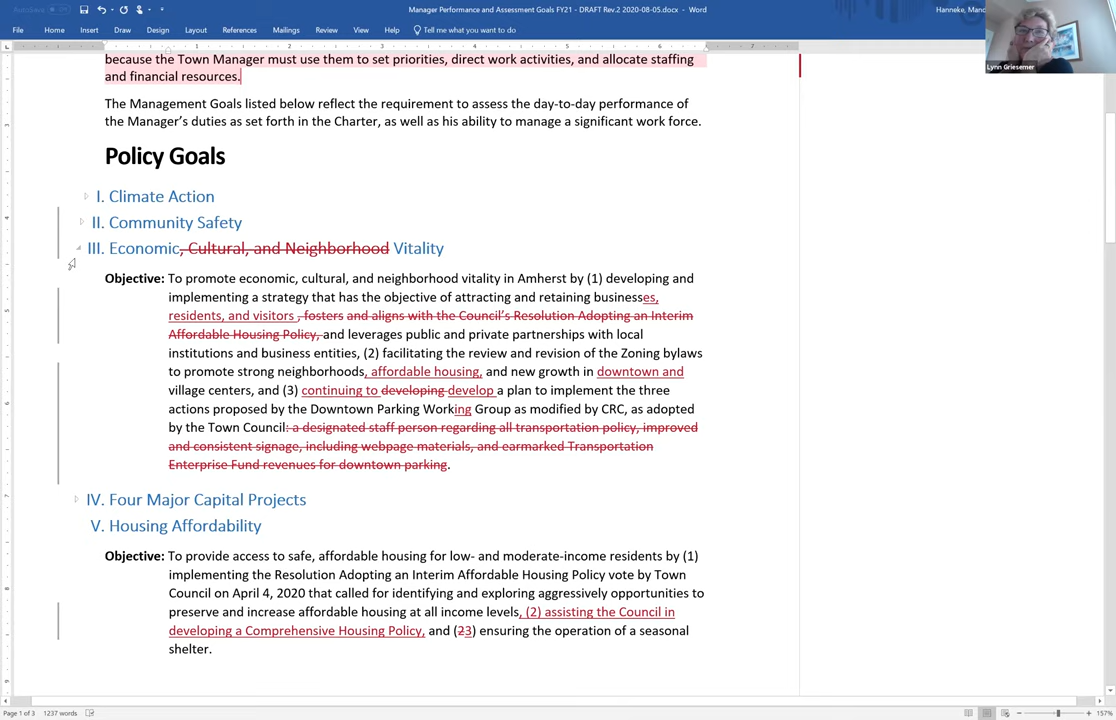 AutoSave Off
Manager Performance and Assessment Goals FY21 - DRAFT Rev.2 2020-08-05.docx - Word
Hanneke, Mand
File Home Insert Draw Design Layout References Mailings Review View Help Tell me what you want to do
Lynn Griesemer
because the Town Manager must use them to set priorities, direct work activities, and allocate staffing
and financial resources.
The Management Goals listed below reflect the requirement to assess the day-to-day performance of
the Manager's duties as set forth in the Charter, as well as his ability to manage a significant work force.
Policy Goals
I. Climate Action
II. Community Safety
III. Economic, Cultural, and Neighborhood Vitality
Objective: To promote economic, cultural, and neighborhood vitality in Amherst by (1) developing and
implementing a strategy that has the objective of attracting and retaining businesses,
residents, and visitors , fosters and aligns with the Council's Resolution Adopting an Interim
Affordable Housing Policy, and leverages public and private partnerships with local
institutions and business entities, (2) facilitating the review and revision of the Zoning bylaws
to promote strong neighborhoods, affordable housing, and new growth in downtown and
village centers, and (3) continuing to developing develop a plan to implement the three
actions proposed by the Downtown Parking Working Group as modified by CRC, as adopted
by the Town Council: a designated staff person regarding all transportation policy, improved
and consistent signage, including webpage materials, and earmarked Transportation
Enterprise Fund revenues for downtown parking.
IV. Four Major Capital Projects
V. Housing Affordability
Objective: To provide access to safe, affordable housing for low- and moderate-income residents by (1)
implementing the Resolution Adopting an Interim Affordable Housing Policy vote by Town
Council on April 4, 2020 that called for identifying and exploring aggressively opportunities to
preserve and increase affordable housing at all income levels, (2) assisting the Council in
developing a Comprehensive Housing Policy, and (23) ensuring the operation of a seasonal
shelter.
Page 1 of 3 1237 words
157%